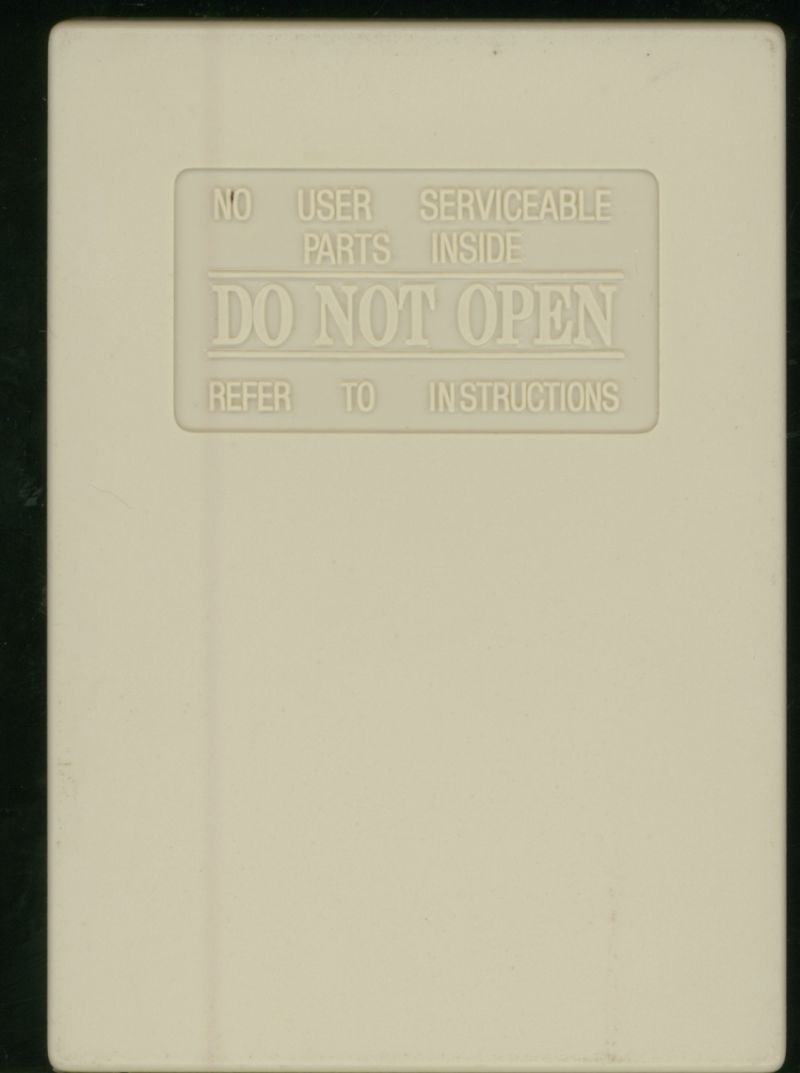 NO USER SERVICEABLE
PARTS INSIDE
DO NOT OPEN
REFER TO INSTRUCTIONS